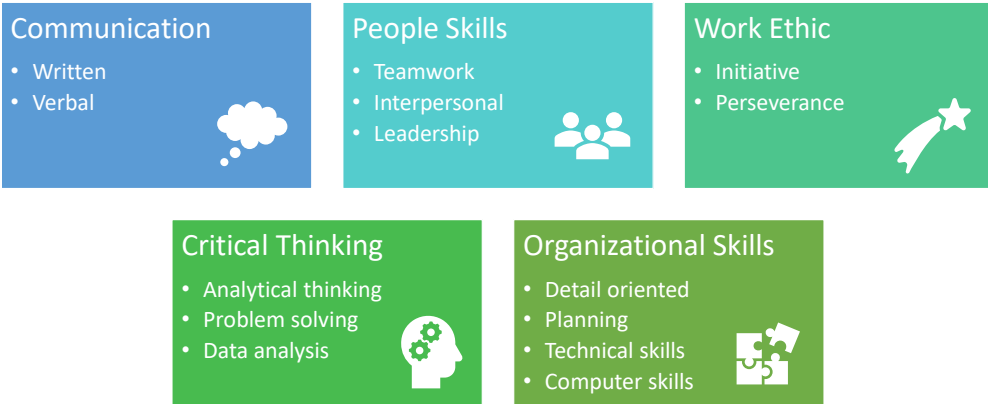 Communication
• Written
• Verbal
People Skills
• Teamwork
• Interpersonal
• Leadership
Work Ethic
• Initiative
• Perseverance
Critical Thinking
• Analytical thinking
• Problem solving
• Data analysis
Organizational Skills
• Detail oriented
• Planning
• Technical skills
• Computer skills